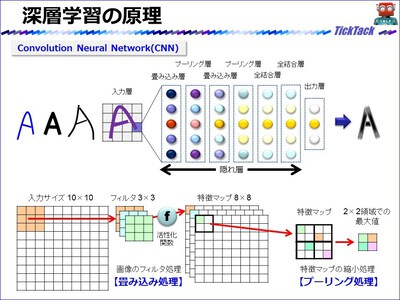 深層学習の原理
TickTack
Convolution Neural Network(CNN)
プーリング層 プーリング層
畳み込み層 畳み込み層 全結合層
全結合層
入力層
出力層
A A A A
A
隠れ層
入力サイズ 10×10
フィルタ 3×3
特徴マップ 8×8
f
活性化
関数
特徴マップ
2×2領域での
最大値
画像のフィルタ処理
【畳み込み処理】
特徴マップの縮小処理
【プーリング処理】